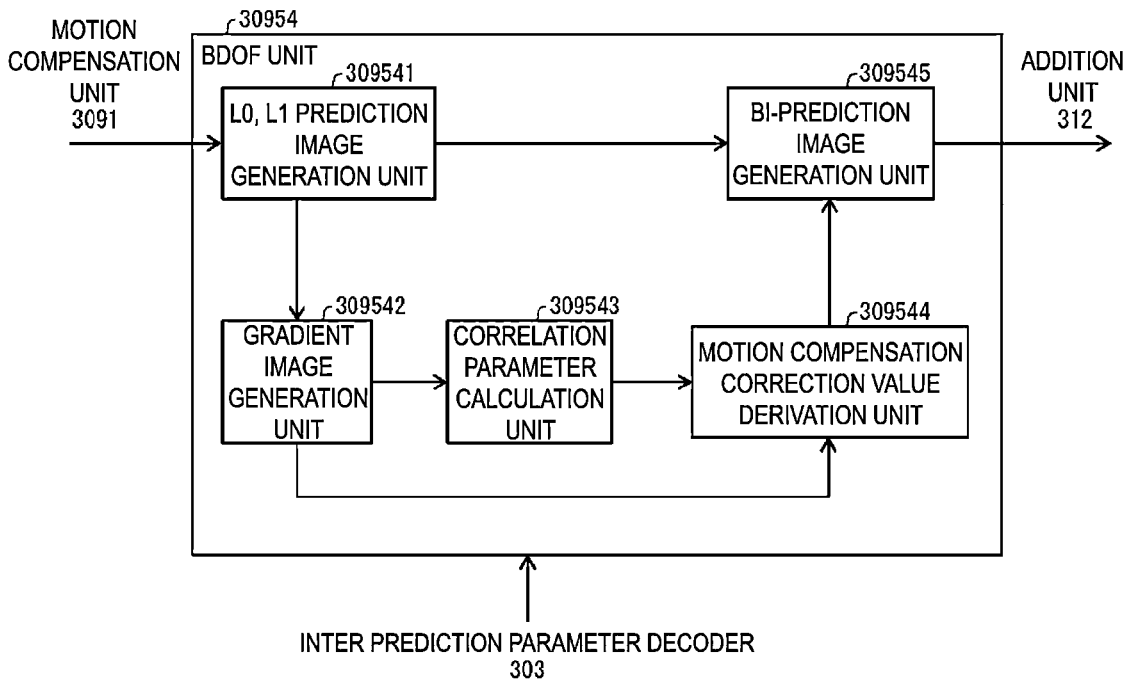 MOTION
COMPENSATION
UNIT
3091
30954
BDOF UNIT
309541
L0, L1 PREDICTION
IMAGE
GENERATION UNIT
309545
BI-PREDICTION
IMAGE
GENERATION UNIT
ADDITION
UNIT
312
309542
GRADIENT
IMAGE
GENERATION
UNIT
309543
CORRELATION
PARAMETER
CALCULATION
UNIT
309544
MOTION COMPENSATION
CORRECTION VALUE
DERIVATION UNIT
INTER PREDICTION PARAMETER DECODER
303